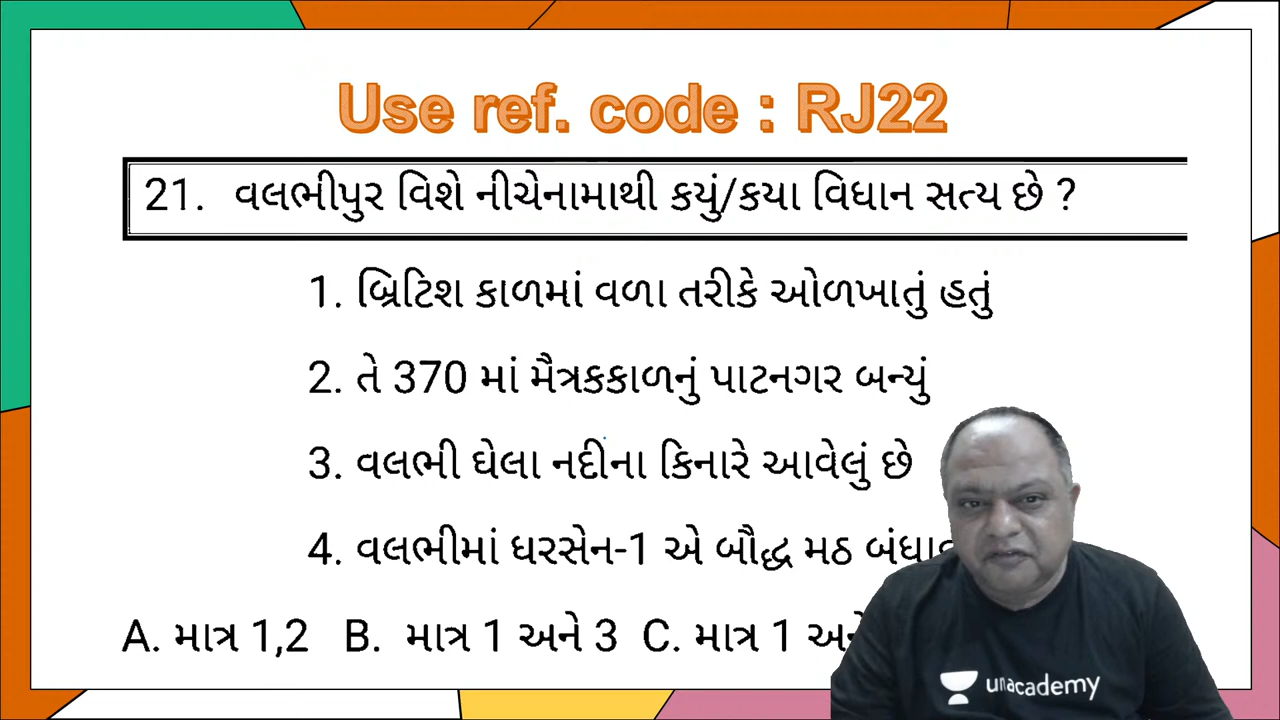 Use ref. code : RJ22
21. વલભીપુર વિશે નીચેનામાથી કયું/કયા વિધાન સત્ય છે ?
1. બ્રિટિશ કાળમાં વળા તરીકે ઓળખાતું હતું
2. તે 370 માં મૈત્રકકાળનું પાટનગર બન્યું
3. વલભી ઘેલા નદીના કિનારે આવેલું છે
4. વલભીમાં ધરસેન-1 એ બૌદ્ધ મઠ
A. માત્ર 1,2 B. માત્ર 1 અને 3 C. માત્ર 1
unacademy